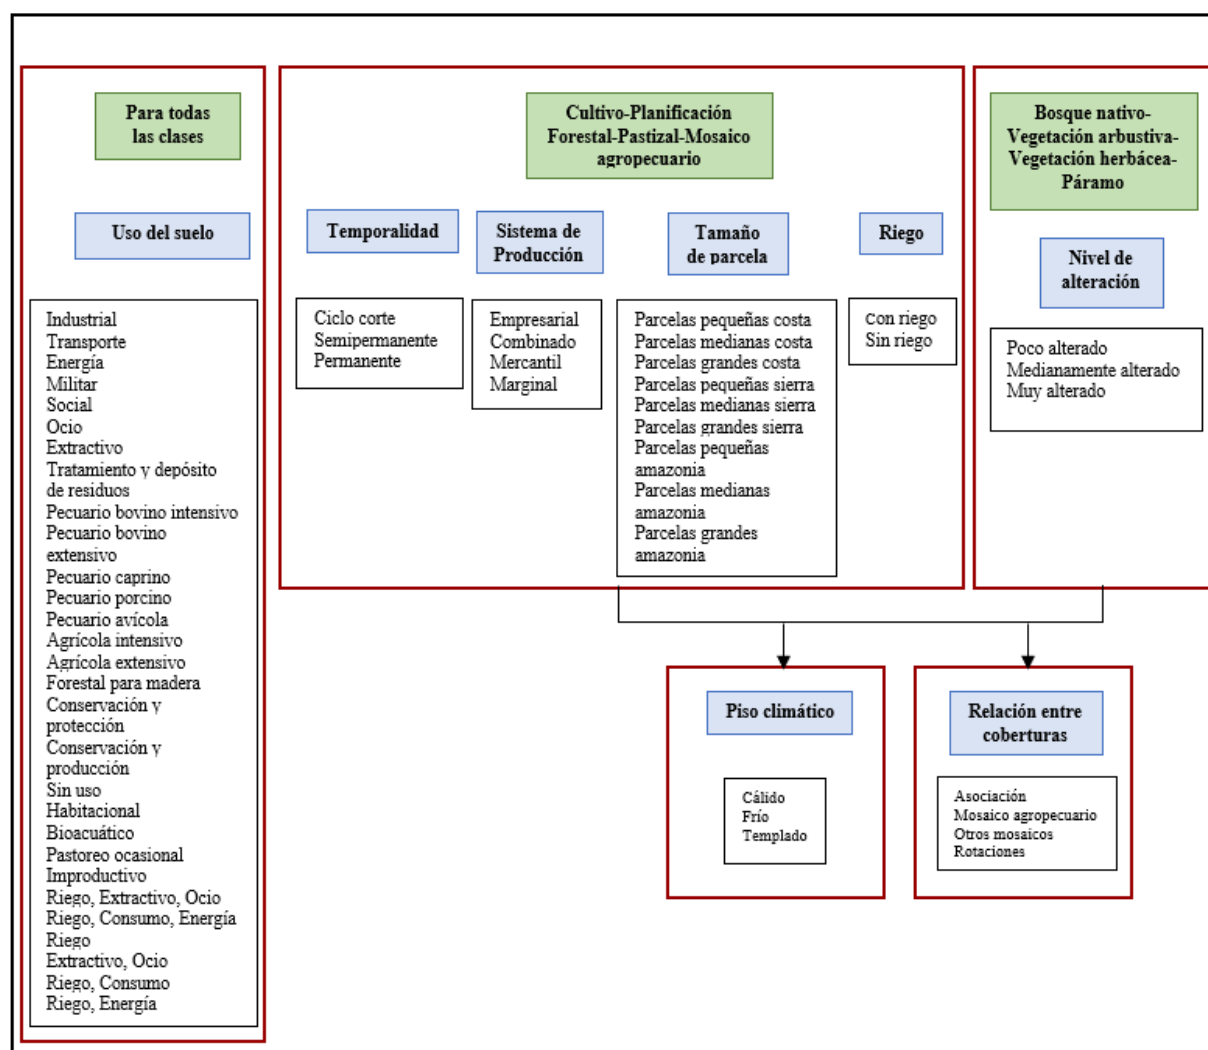 Para todas
las clases
Uso del suelo
Industrial
Transporte
Energía
Militar
Social
Ocio
Extractivo
Tratamiento y depósito
de residuos
Pecuario bovino intensivo
Pecuario bovino
extensivo
Pecuario caprino
Pecuario porcino
Pecuario avícola
Agrícola intensivo
Agrícola extensivo
Forestal para madera
Conservación y
protección
Conservación y
producción
Sin uso
Habitacional
Bioacuático
Pastoreo ocasional
Improductivo
Riego, Extractivo, Ocio
Riego, Consumo, Energía
Riego
Extractivo, Ocio
Riego, Consumo
Riego, Energía
Cultivo-Planificación
Forestal-Pastizal-Mosaico
agropecuario
Temporalidad
Ciclo corte
Semipermanente
Permanente
Sistema de
Producción
Empresarial
Combinado
Mercantil
Marginal
Tamaño
de parcela
Parcelas pequeñas costa
Parcelas medianas costa
Parcelas grandes costa
Parcelas pequeñas sierra
Parcelas medianas sierra
Parcelas grandes sierra
Parcelas pequeñas
amazonia
Parcelas medianas
amazonia
Parcelas grandes
amazonia
Riego
Con riego
Sin riego
Bosque nativo-
Vegetación arbustiva-
Vegetación herbácea-
Páramo
Nivel de
alteración
Poco alterado
Medianamente alterado
Muy alterado
Piso climático
Cálido
Frío
Templado
Relación entre
coberturas
Asociación
Mosaico agropecuario
Otros mosaicos
Rotaciones